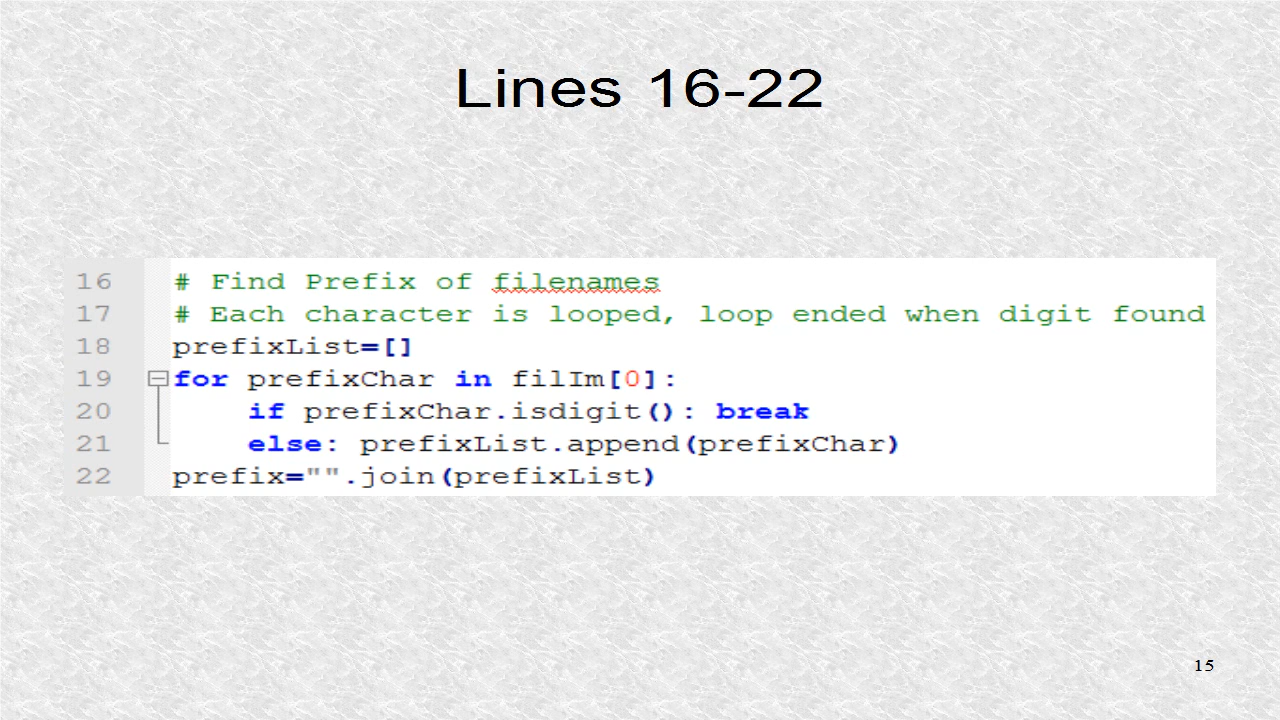 Lines 16-22
16 # Find Prefix of filenames
17 # Each character is looped, loop ended when digit found
18 prefixList=[]
19 for prefixChar in filIm[0]:
20     if prefixChar.isdigit(): break
21     else: prefixList.append(prefixChar)
22 prefix="".join(prefixList)
15